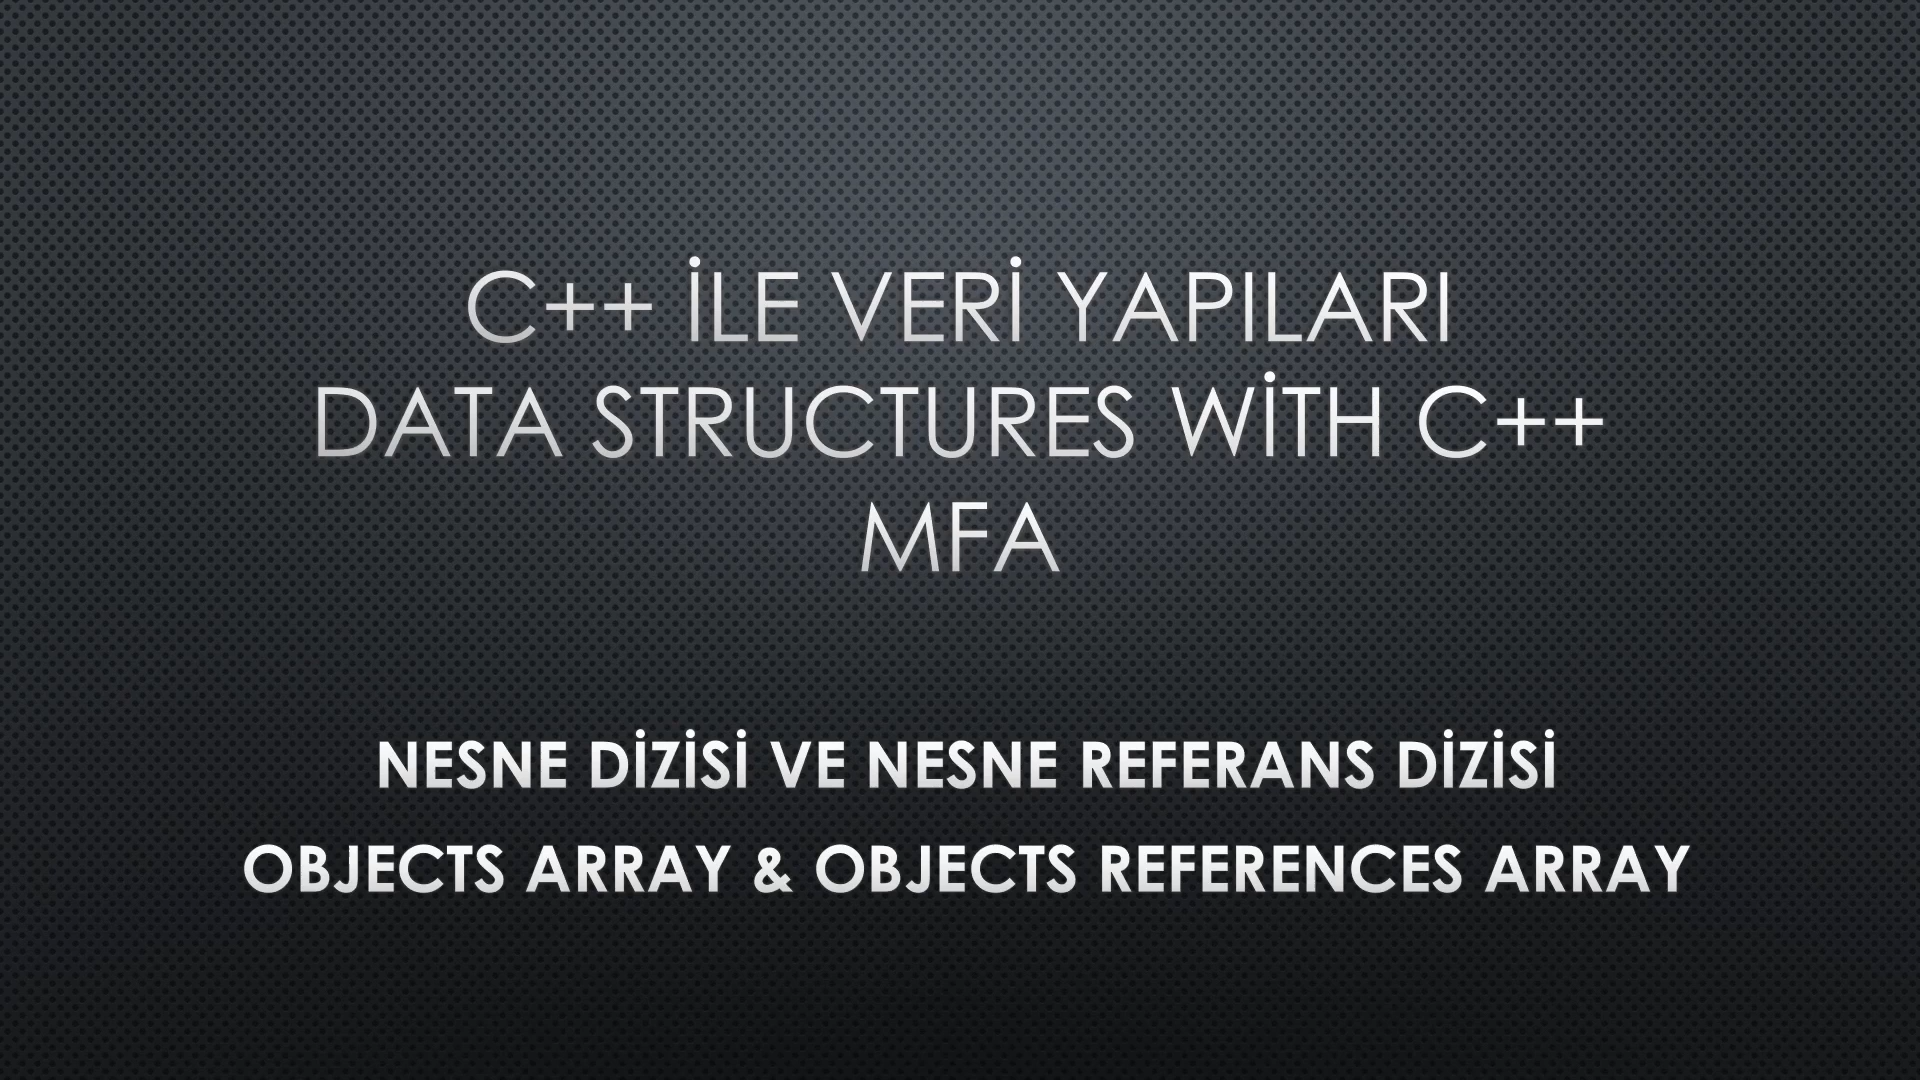 C++ İLE VERİ YAPILARI
DATA STRUCTURES WİTH C++
MFA
NESNE DİZİSİ VE NESNE REFERANS DİZİSİ
OBJECTS ARRAY & OBJECTS REFERENCES ARRAY